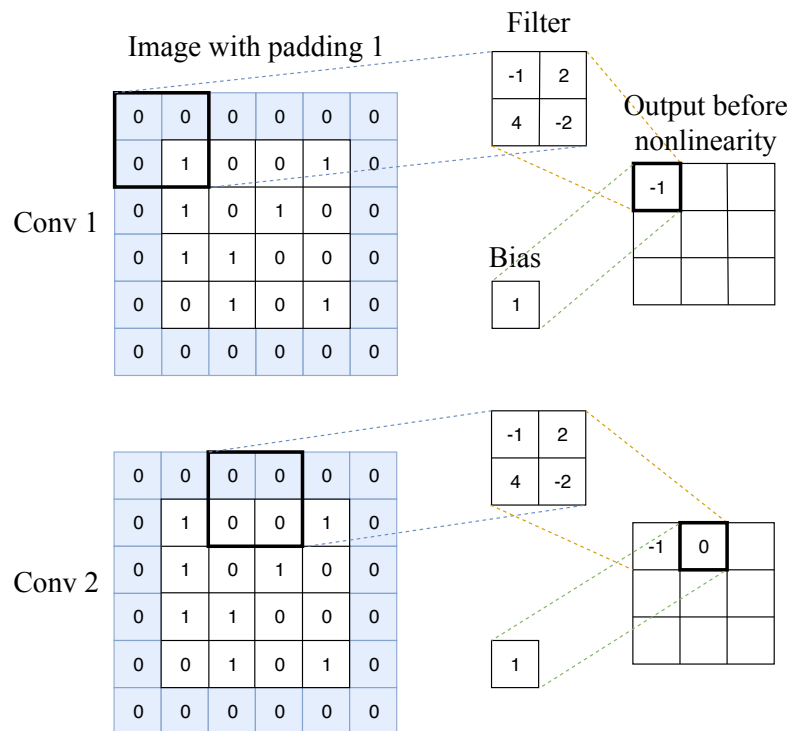 Image with padding 1
Filter
-1 2
4 -2
Output before
nonlinearity
0 0 0 0 0 0
0 1 0 0 1 0
0 1 0 1 0 0
0 1 1 0 0 0
0 0 1 0 1 0
0 0 0 0 0 0
Conv 1
-1
Bias
1
0 0 0 0 0 0
0 1 0 0 1 0
0 1 0 1 0 0
0 1 1 0 0 0
0 0 1 0 1 0
0 0 0 0 0 0
Conv 2
-1 2
4 -2
-1 0
1